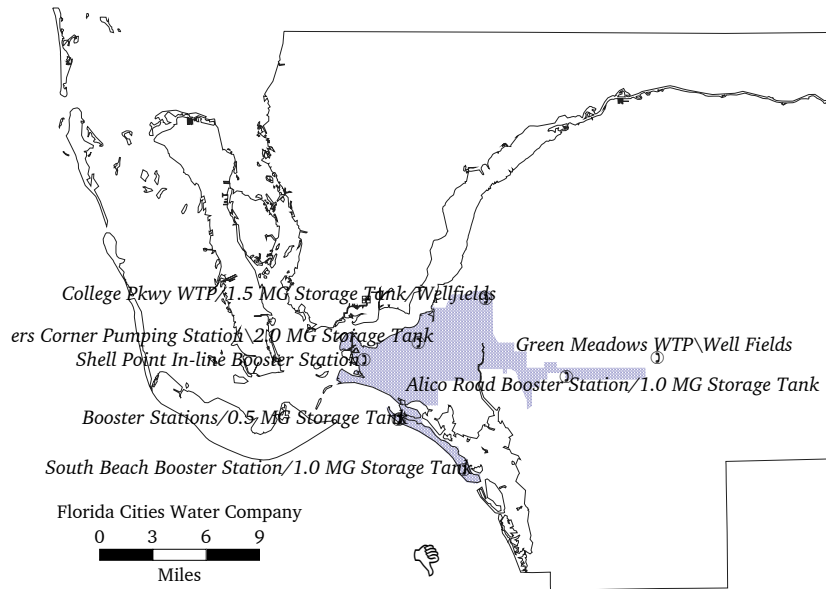 College Pkwy WTP/1.5 MG Storage Tank/Wellfields
ers Corner Pumping Station\2.0 MG Storage Tank
Green Meadows WTP\Well Fields
Shell Point In-line Booster Station
Alico Road Booster Station/1.0 MG Storage Tank
Booster Stations/0.5 MG Storage Tank
South Beach Booster Station/1.0 MG Storage Tank
Florida Cities Water Company
0 3 6 9
Miles